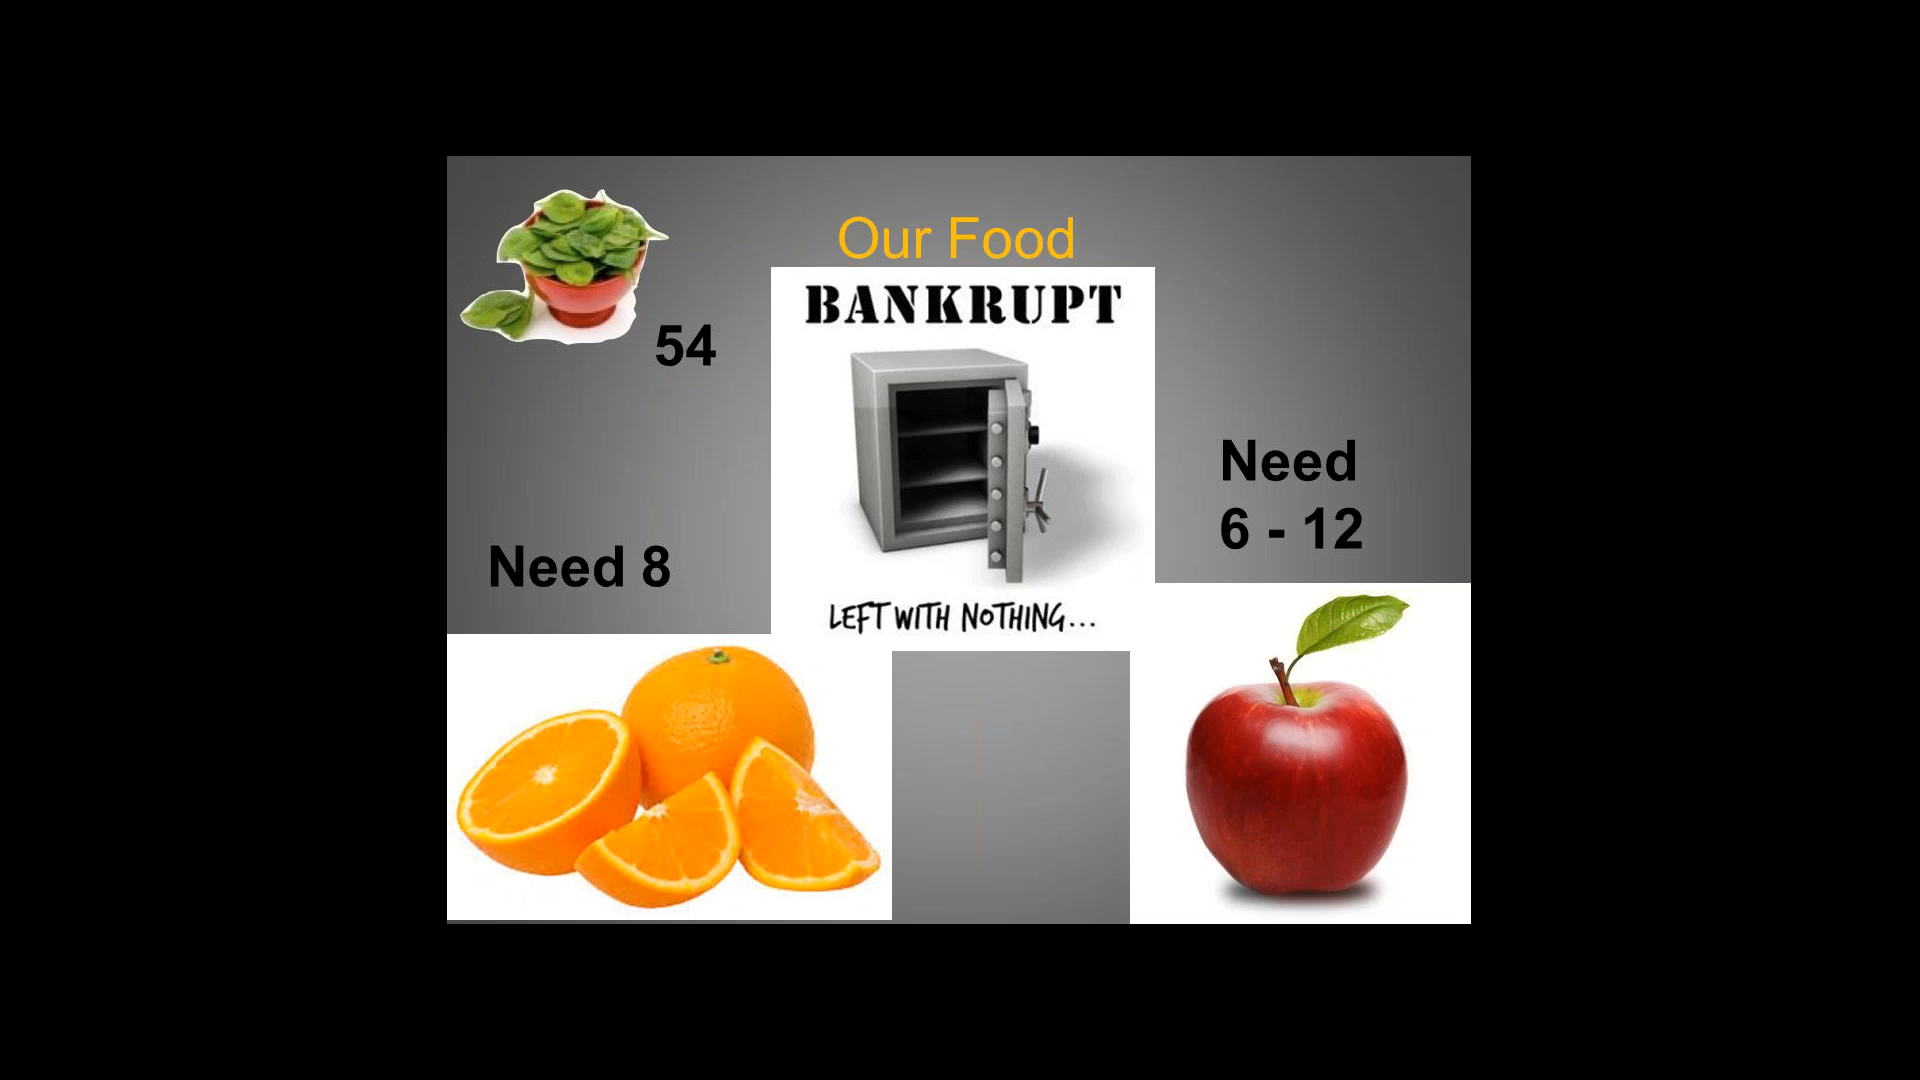 Our Food
BANKRUPT
54
Need
6 - 12
Need 8
LEFT WITH NOTHING...